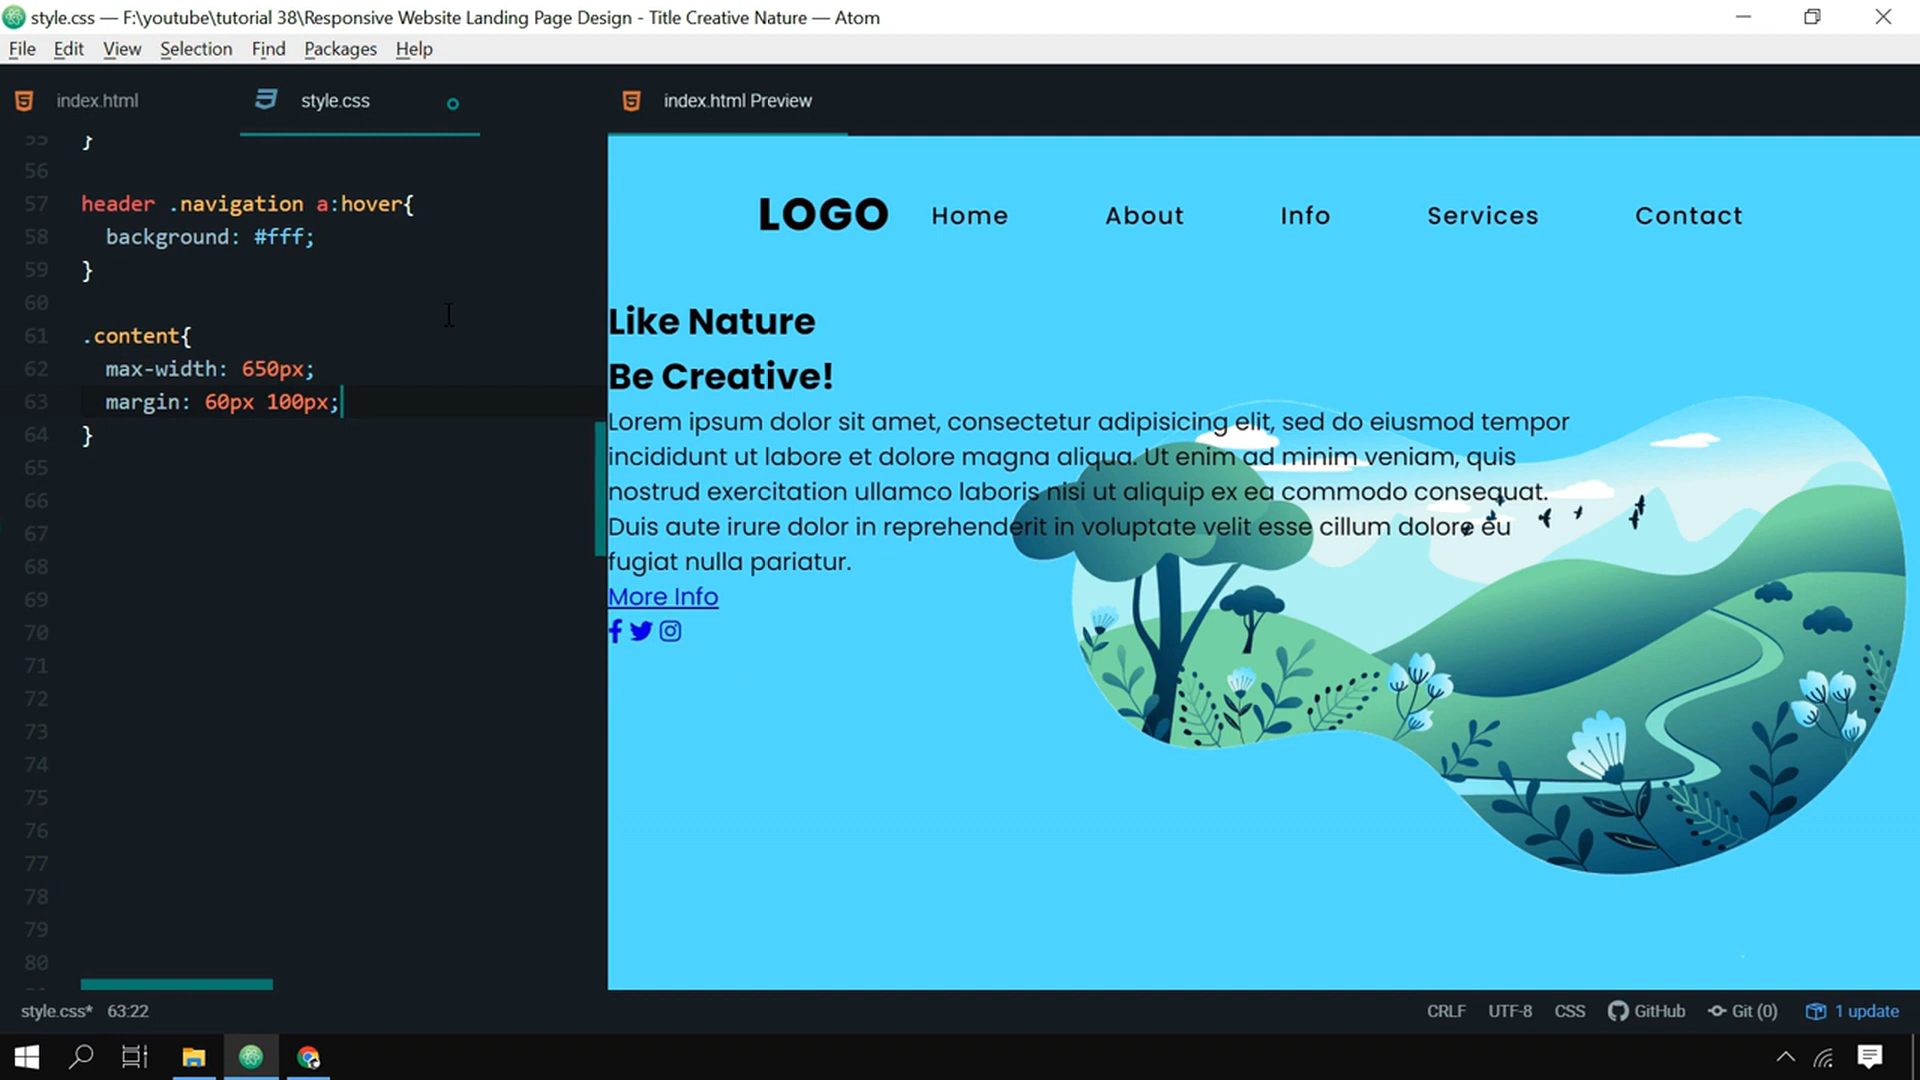 style.css — F:\youtube\tutorial 38\Responsive Website Landing Page Design - Title Creative Nature — Atom
File Edit View Selection Find Packages Help
index.html style.css index.html Preview
55 }
56
57 header .navigation a:hover{
58 background: #fff;
59 }
60
61 .content{
62 max-width: 650px;
63 margin: 60px 100px;
64 }
65
66
67
68
69
70
71
72
73
74
75
76
77
78
79
80
LOGO Home About Info Services Contact
Like Nature
Be Creative!
Lorem ipsum dolor sit amet, consectetur adipisicing elit, sed do eiusmod tempor
incididunt ut labore et dolore magna aliqua. Ut enim ad minim veniam, quis
nostrud exercitation ullamco laboris nisi ut aliquip ex ea commodo consequat.
Duis aute irure dolor in reprehenderit in voluptate velit esse cillum dolore eu
fugiat nulla pariatur.
More Info
style.css* 63:22 CRLF UTF-8 CSS GitHub Git (0) 1 update